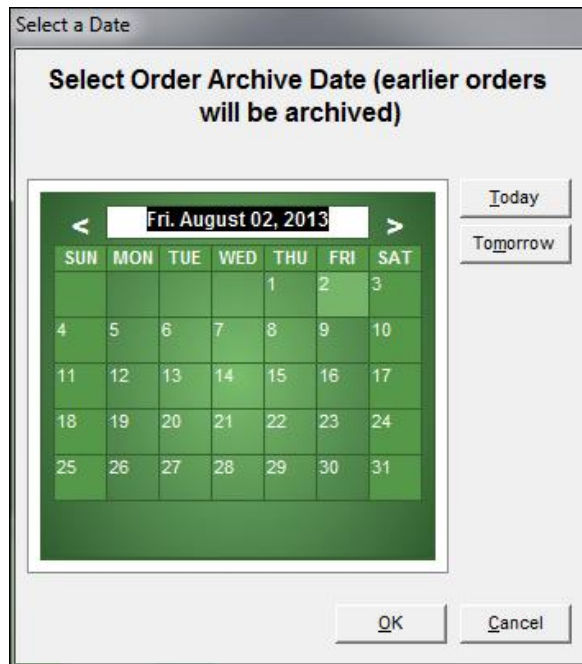 Select a Date
Select Order Archive Date (earlier orders
will be archived)
Today
Tomorrow
< Fri. August 02, 2013 >
SUN MON TUE WED THU FRI SAT
1 2 3
4 5 6 7 8 9 10
11 12 13 14 15 16 17
18 19 20 21 22 23 24
25 26 27 28 29 30 31
OK Cancel